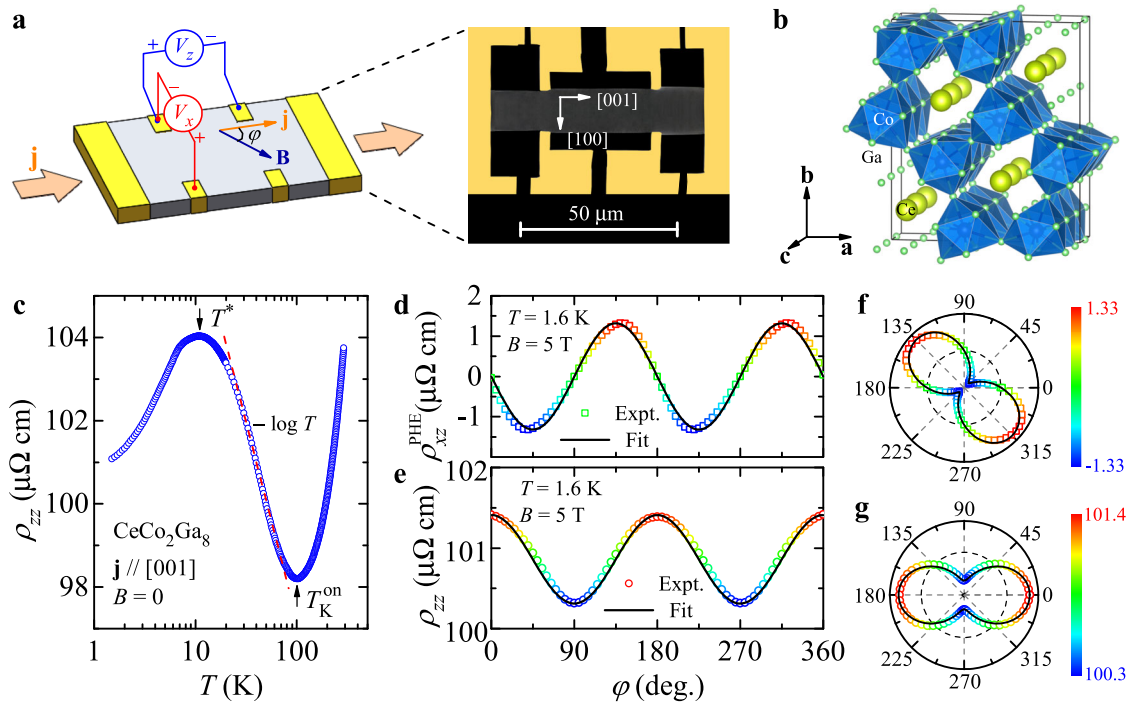 a
+
V_z
−
−
V_x
+
j
φ
B
j
[001]
[100]
50 μm
b
Co
Ga
Ce
b
a
c
c
T*
− log T
CeCo₂Ga₈
j // [001]
B = 0
T_K^on
104
102
100
98
ρ_zz (μΩ cm)
1
10
100
T (K)
d
T = 1.6 K
B = 5 T
Expt.
Fit
2
1
0
-1
ρ_xz^PHE (μΩ cm)
e
T = 1.6 K
B = 5 T
Expt.
Fit
102
101
100
ρ_zz (μΩ cm)
0
90
180
270
360
φ (deg.)
f
90
135
45
180
0
225
315
270
1.33
-1.33
g
90
135
45
180
0
225
315
270
101.4
100.3